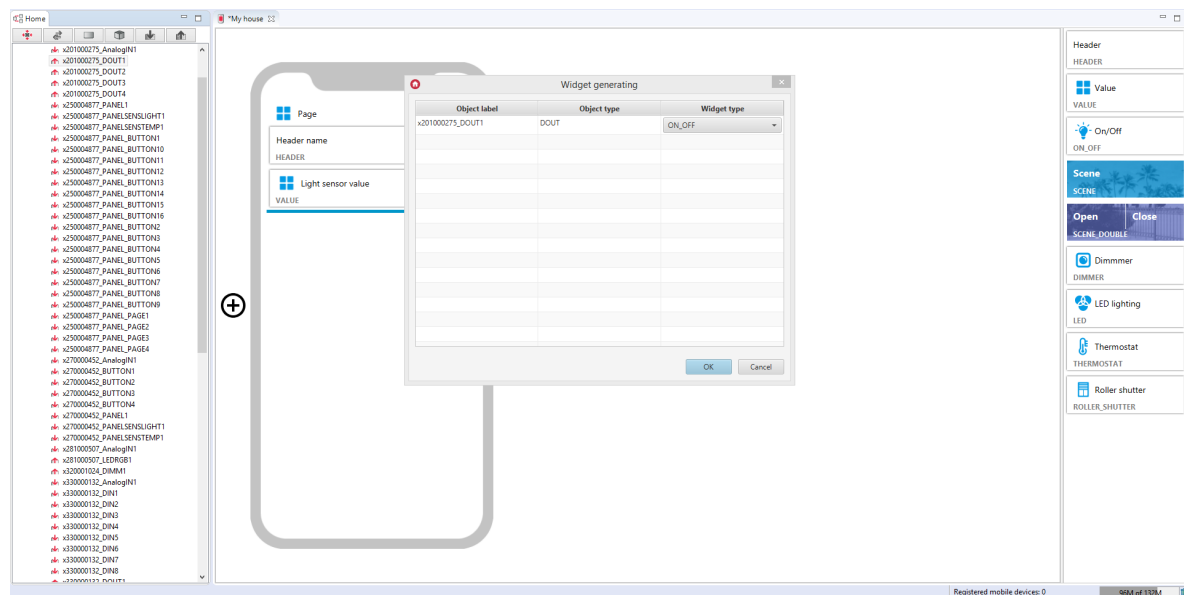 Home
*My house
x201000275_AnalogIN1
x201000275_DOUT1
x201000275_DOUT2
x201000275_DOUT3
x201000275_DOUT4
x250004877_PANEL1
x250004877_PANELSENSLIGHT1
x250004877_PANELSENSTEMP1
x250004877_PANEL_BUTTON1
x250004877_PANEL_BUTTON10
x250004877_PANEL_BUTTON11
x250004877_PANEL_BUTTON12
x250004877_PANEL_BUTTON13
x250004877_PANEL_BUTTON14
x250004877_PANEL_BUTTON15
x250004877_PANEL_BUTTON16
x250004877_PANEL_BUTTON2
x250004877_PANEL_BUTTON3
x250004877_PANEL_BUTTON4
x250004877_PANEL_BUTTON5
x250004877_PANEL_BUTTON6
x250004877_PANEL_BUTTON7
x250004877_PANEL_BUTTON8
x250004877_PANEL_BUTTON9
x250004877_PANEL_PAGE1
x250004877_PANEL_PAGE2
x250004877_PANEL_PAGE3
x250004877_PANEL_PAGE4
x270000452_AnalogIN1
x270000452_BUTTON1
x270000452_BUTTON2
x270000452_BUTTON3
x270000452_BUTTON4
x270000452_PANEL1
x270000452_PANELSENSLIGHT1
x270000452_PANELSENSTEMP1
x281000507_AnalogIN1
x281000507_LEDRGB1
x320001024_DIMM1
x330000132_AnalogIN1
x330000132_DIN1
x330000132_DIN2
x330000132_DIN3
x330000132_DIN4
x330000132_DIN5
x330000132_DIN6
x330000132_DIN7
x330000132_DIN8
x330000132_DOUT1
Page
Header name
HEADER
Light sensor value
VALUE
Widget generating
Object label Object type Widget type
x201000275_DOUT1 DOUT ON_OFF
OK Cancel
Header
HEADER
Value
VALUE
On/Off
ON_OFF
Scene
SCENE
Open Close
SCENE_DOUBLE
Dimmmer
DIMMER
LED lighting
LED
Thermostat
THERMOSTAT
Roller shutter
ROLLER_SHUTTER
Registered mobile devices: 0 96M of 132M